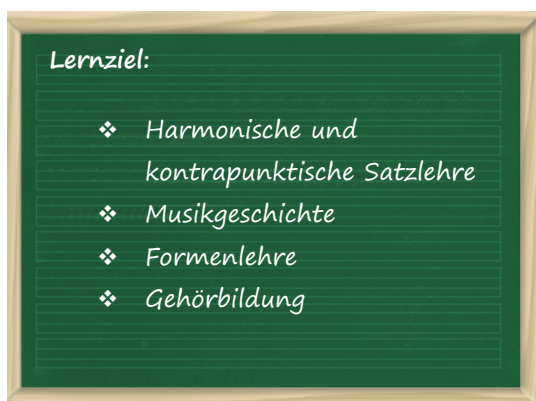 Lernziel:
❖ Harmonische und
kontrapunktische Satzlehre
❖ Musikgeschichte
❖ Formenlehre
❖ Gehörbildung